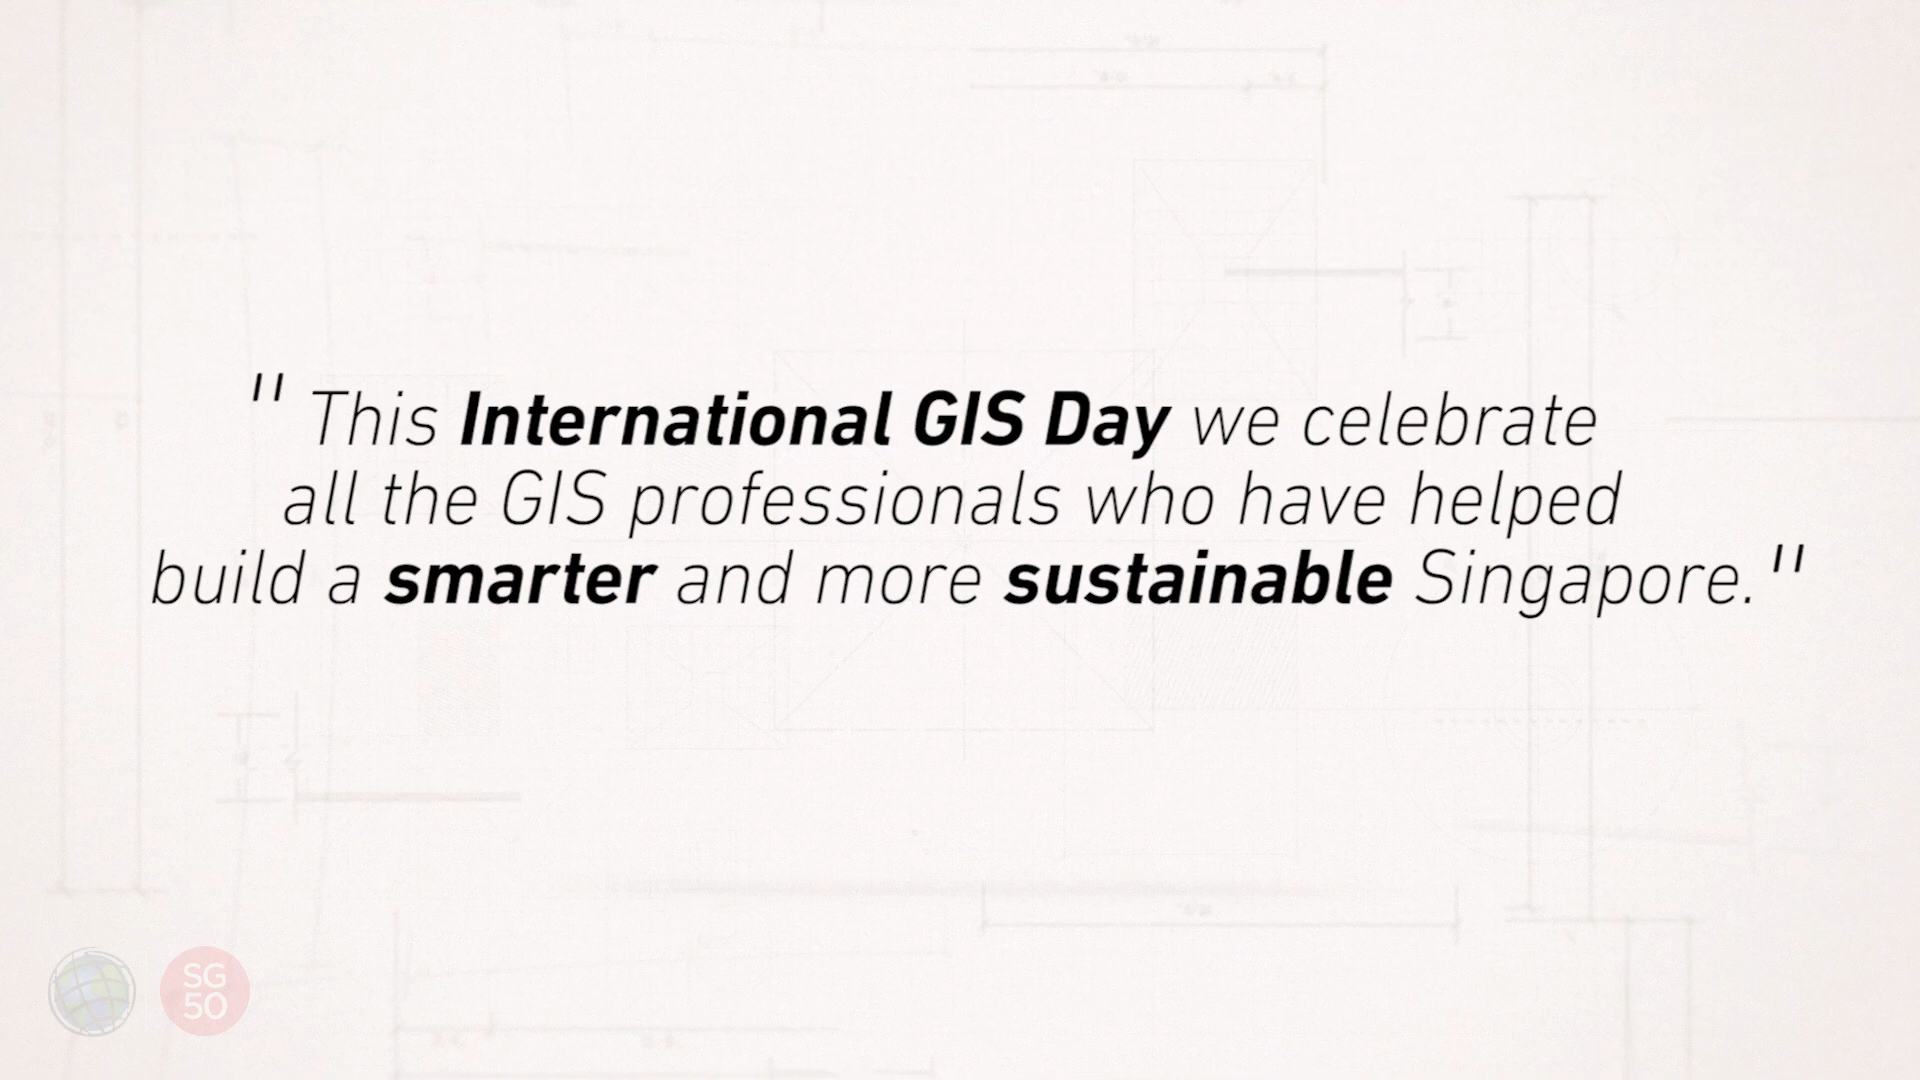 " This International GIS Day we celebrate
all the GIS professionals who have helped
build a smarter and more sustainable Singapore."
SG
50